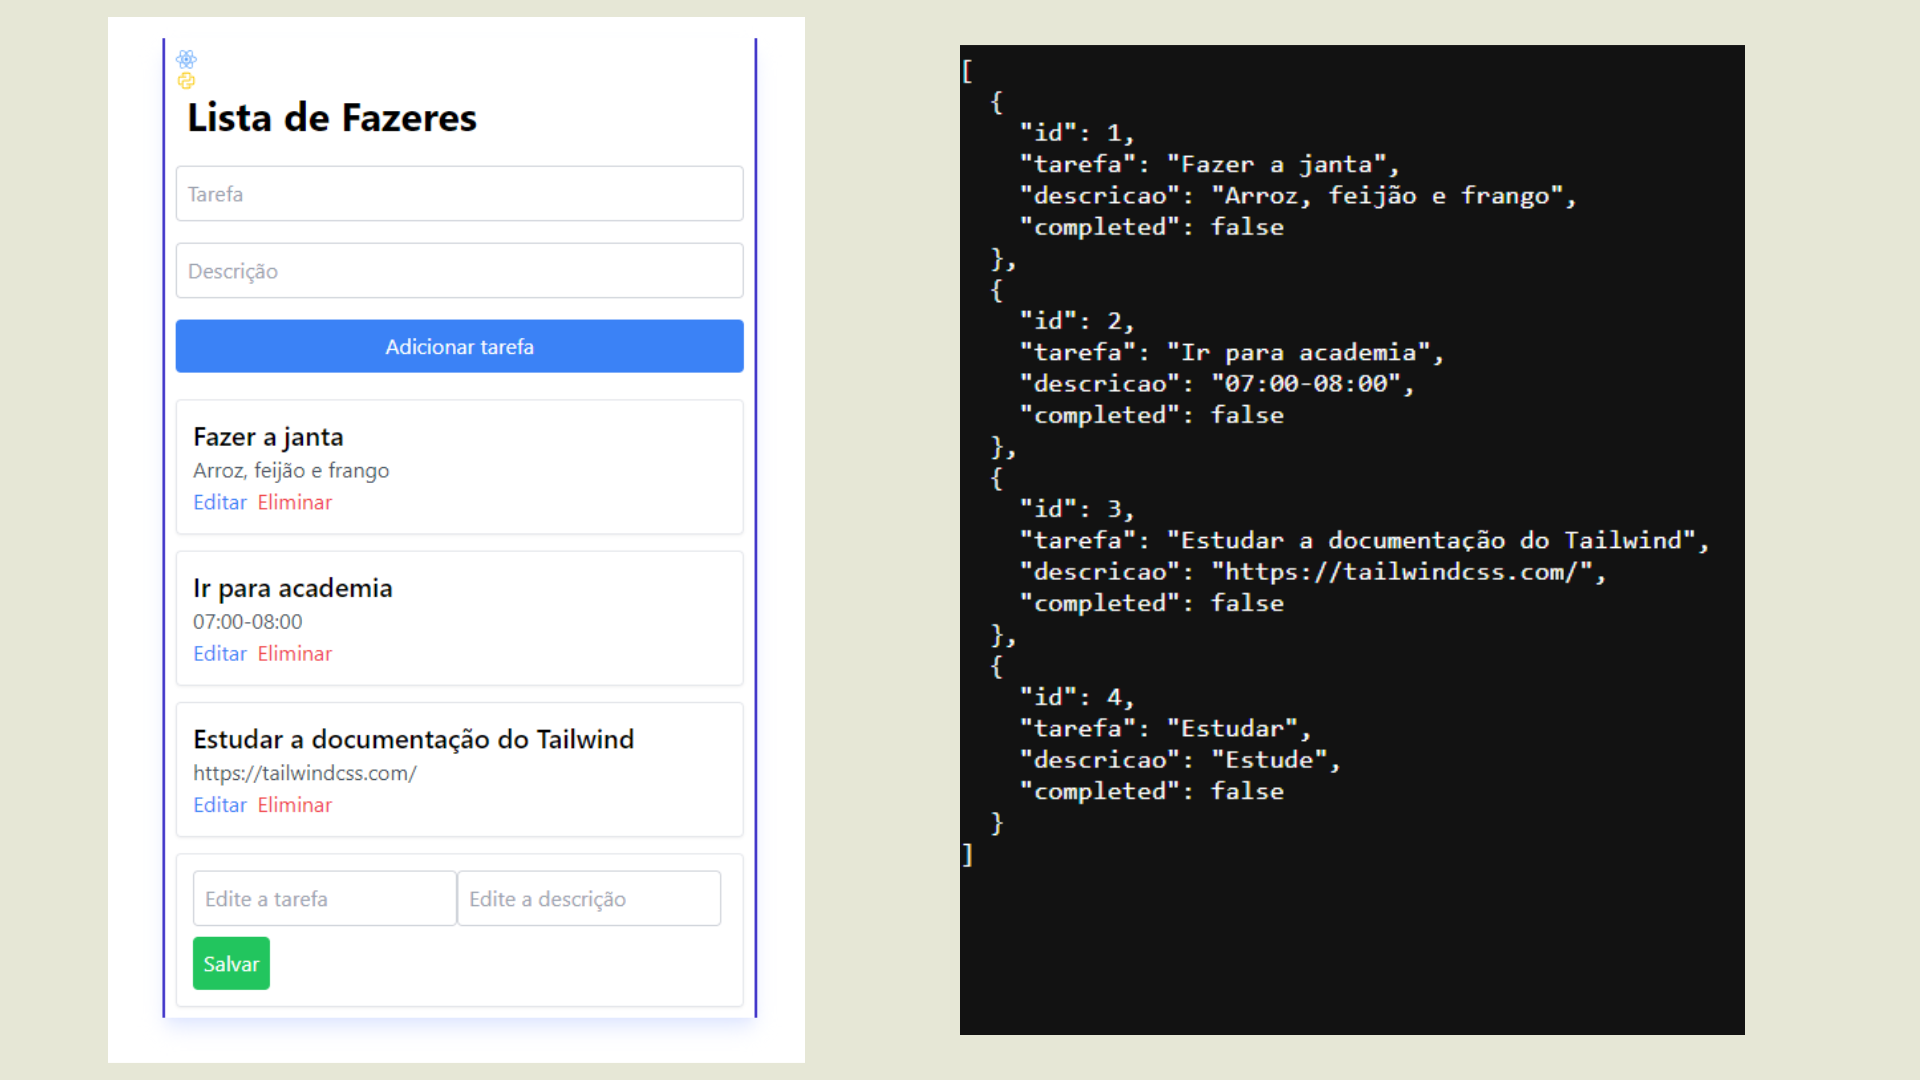 Lista de Fazeres
Tarefa
Descrição
Adicionar tarefa
Fazer a janta
Arroz, feijão e frango
Editar Eliminar
Ir para academia
07:00-08:00
Editar Eliminar
Estudar a documentação do Tailwind
https://tailwindcss.com/
Editar Eliminar
Edite a tarefa Edite a descrição
Salvar
[
  {
    "id": 1,
    "tarefa": "Fazer a janta",
    "descricao": "Arroz, feijão e frango",
    "completed": false
  },
  {
    "id": 2,
    "tarefa": "Ir para academia",
    "descricao": "07:00-08:00",
    "completed": false
  },
  {
    "id": 3,
    "tarefa": "Estudar a documentação do Tailwind",
    "descricao": "https://tailwindcss.com/",
    "completed": false
  },
  {
    "id": 4,
    "tarefa": "Estudar",
    "descricao": "Estude",
    "completed": false
  }
]